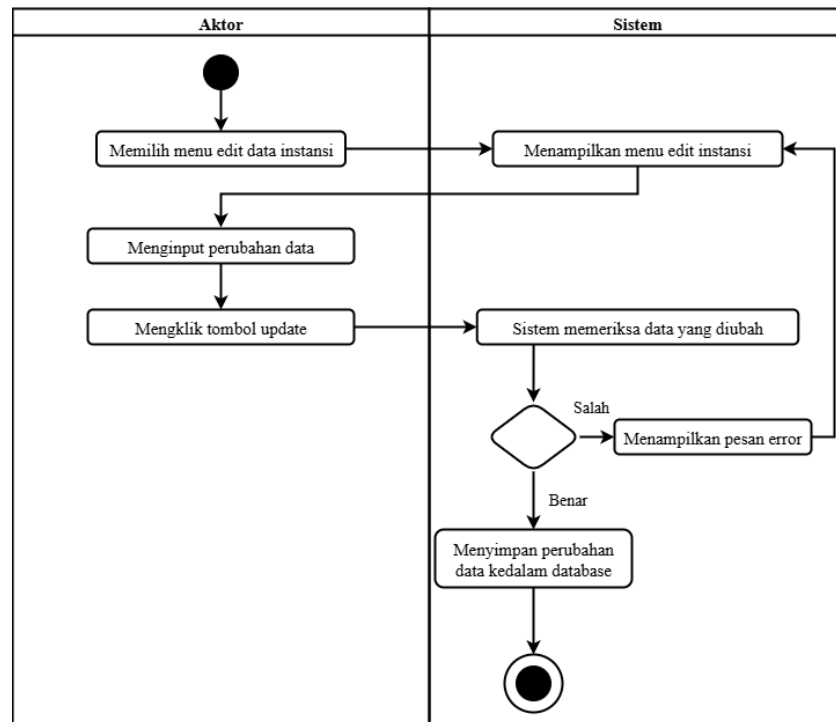 Aktor
Sistem
Memilih menu edit data instansi
Menampilkan menu edit instansi
Menginput perubahan data
Mengklik tombol update
Sistem memeriksa data yang diubah
Salah
Menampilkan pesan error
Benar
Menyimpan perubahan
data kedalam database